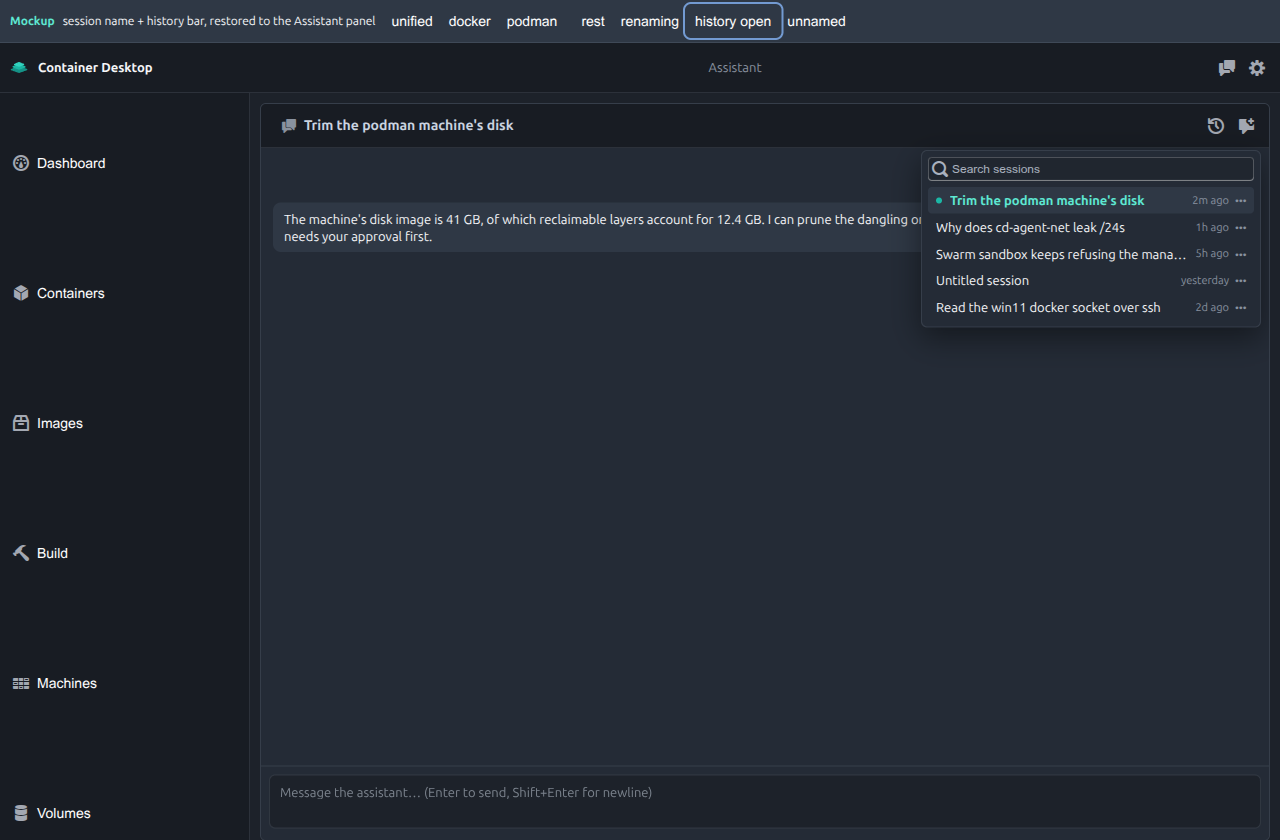 Mockup session name + history bar, restored to the Assistant panel unified docker podman rest renaming history open unnamed
Container Desktop
Assistant
Dashboard
Containers
Images
Build
Machines
Volumes
Trim the podman machine's disk
The machine's disk image is 41 GB, of which reclaimable layers account for 12.4 GB. I can prune the dangling
needs your approval first.
Search sessions
Trim the podman machine's disk 2m ago
Why does cd-agent-net leak /24s 1h ago
Swarm sandbox keeps refusing the mana... 5h ago
Untitled session yesterday
Read the win11 docker socket over ssh 2d ago
Message the assistant… (Enter to send, Shift+Enter for newline)